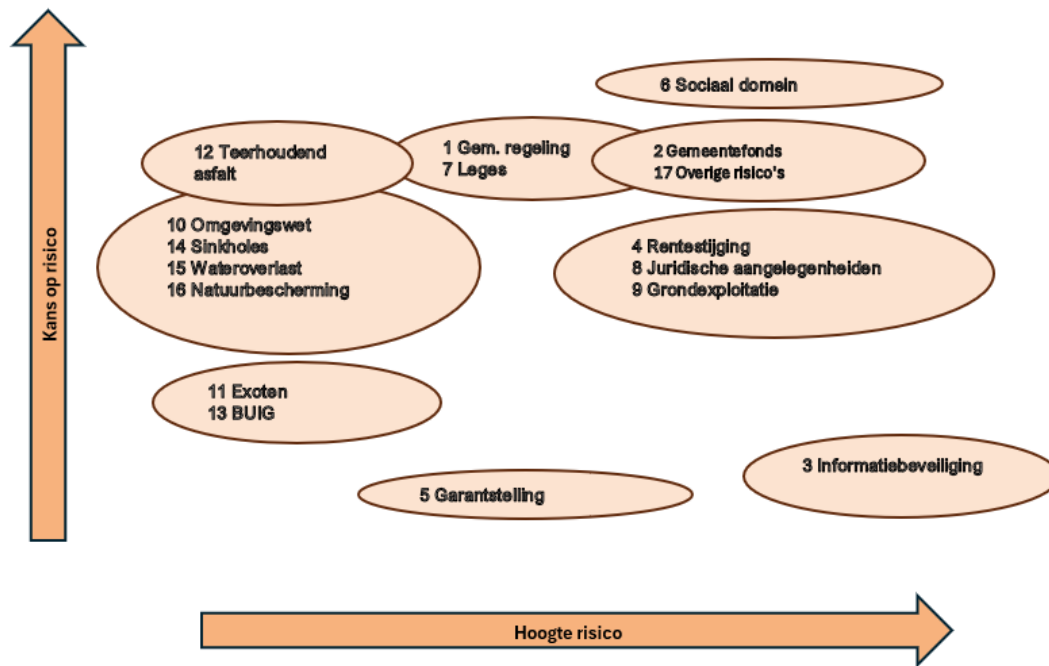 6 Sociaal domein
12 Teerhoudend
asfalt
1 Gem. regeling
7 Leges
2 Gemeentefonds
17 Overige risico's
10 Omgevingswet
14 Sinkholes
15 Wateroverlast
16 Natuurbescherming
4 Rentestijging
8 Juridische aangelegenheiden
9 Grondexploitatie
11 Exoten
13 BUIG
3 Informatiebeveiliging
5 Garantstelling
Kans op risico
Hoogte risico